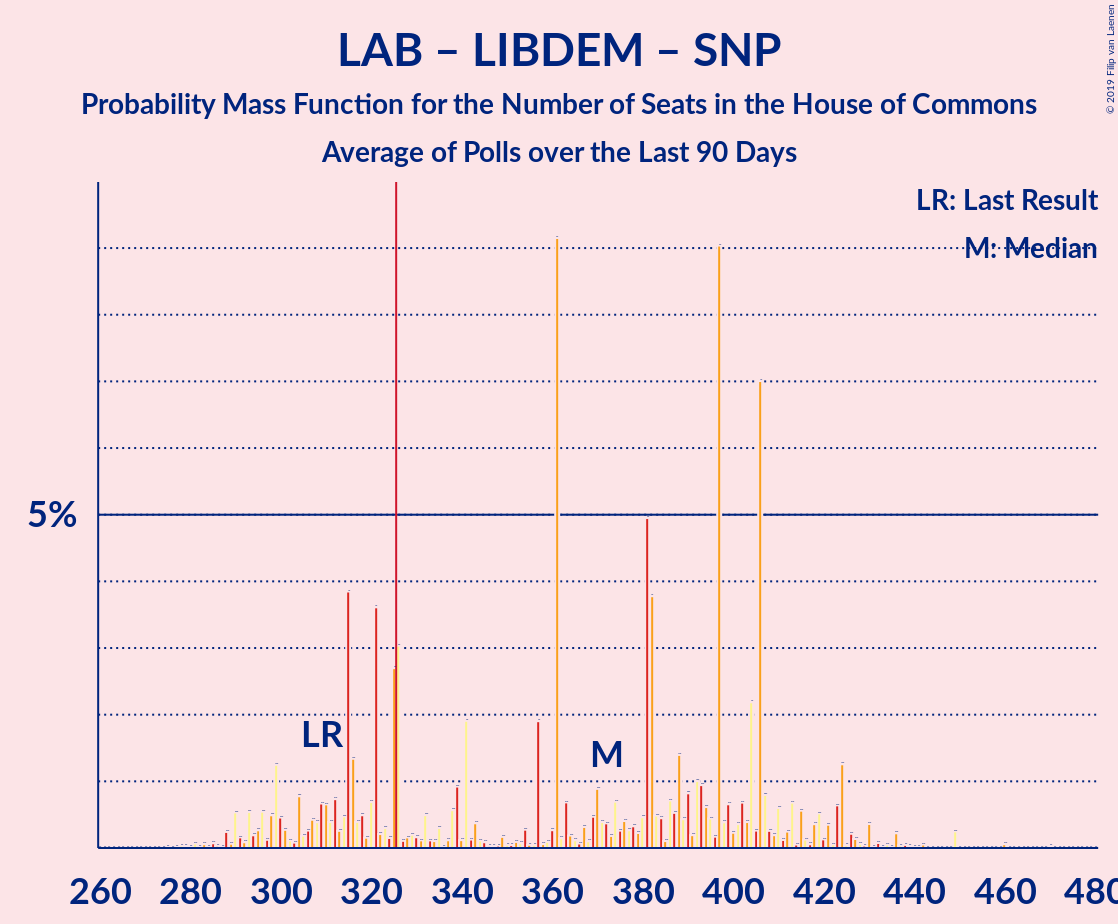 LAB – LIBDEM – SNP
Probability Mass Function for the Number of Seats in the House of Commons
Average of Polls over the Last 90 Days
© 2019 Filip van Laenen
LR: Last Result
M: Median
5%
LR
M
260 280 300 320 340 360 380 400 420 440 460 480